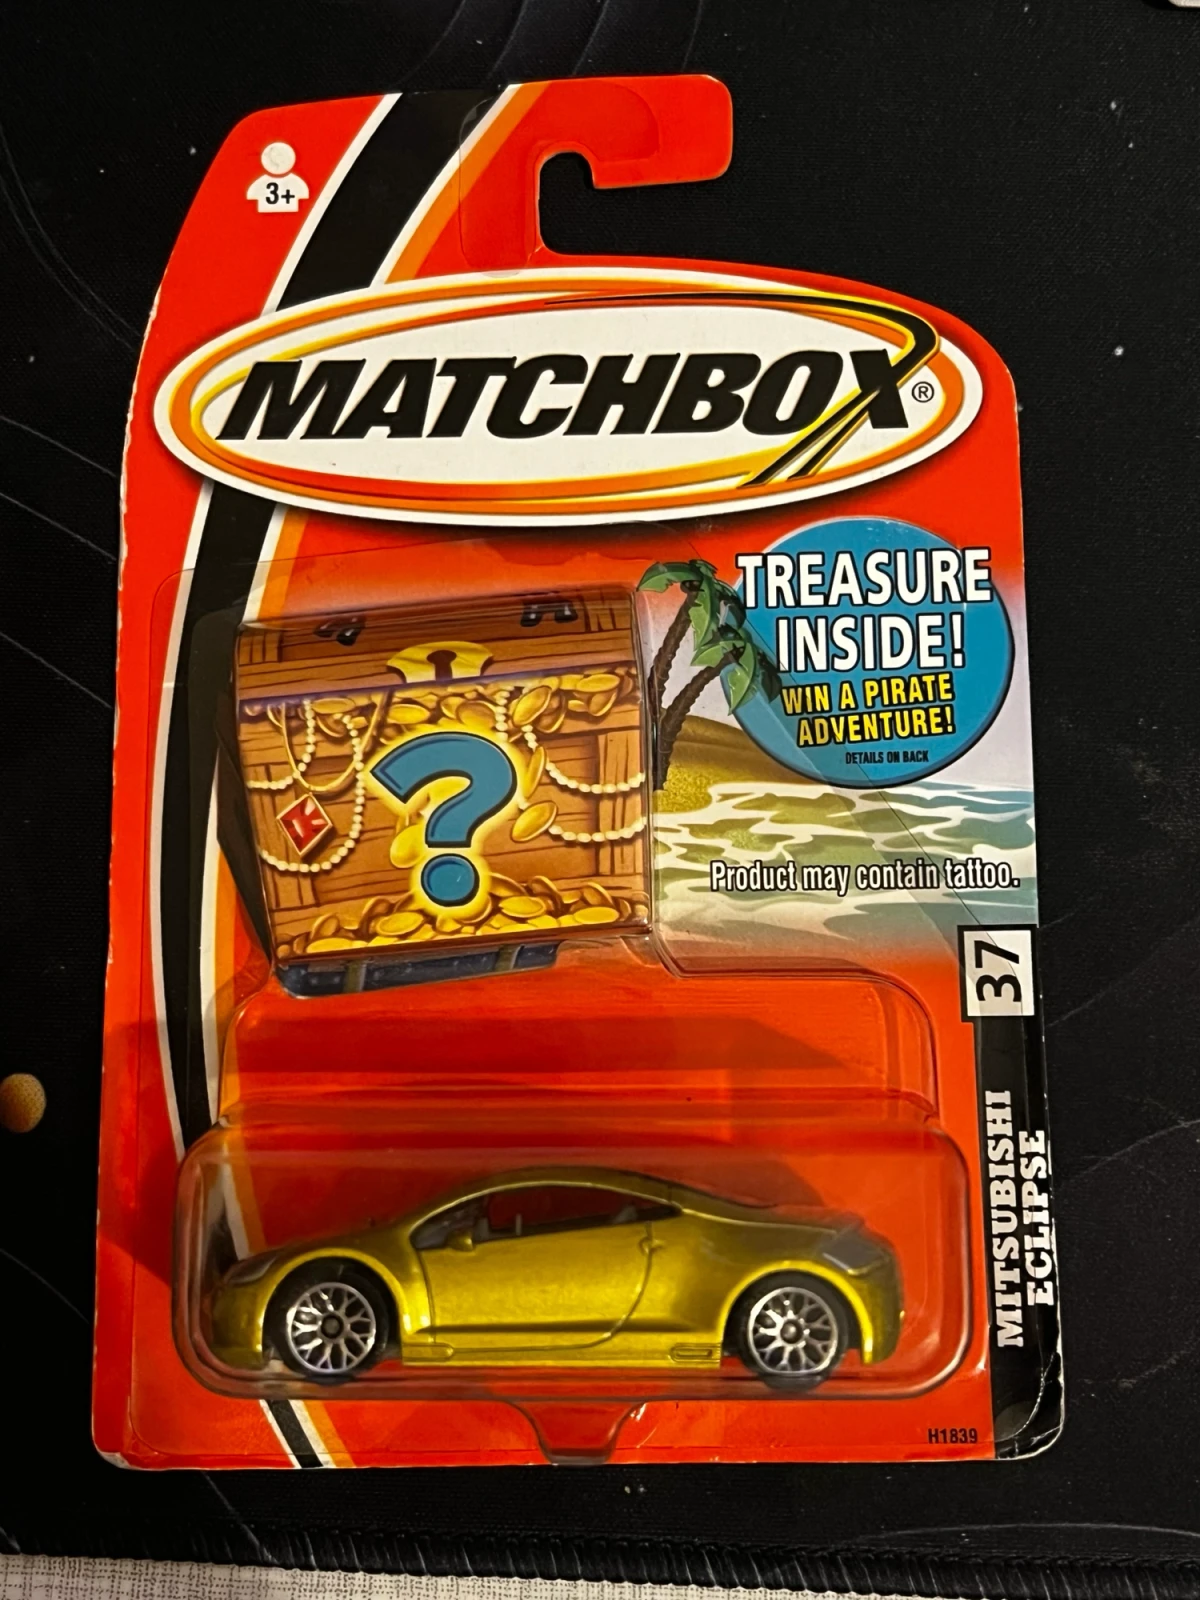 3+
MATCHBOX®
TREASURE
INSIDE!
WIN A PIRATE
ADVENTURE!
DETAILS ON BACK
?
Product may contain tattoo.
37
MITSUBISHI
ECLIPSE
H1839